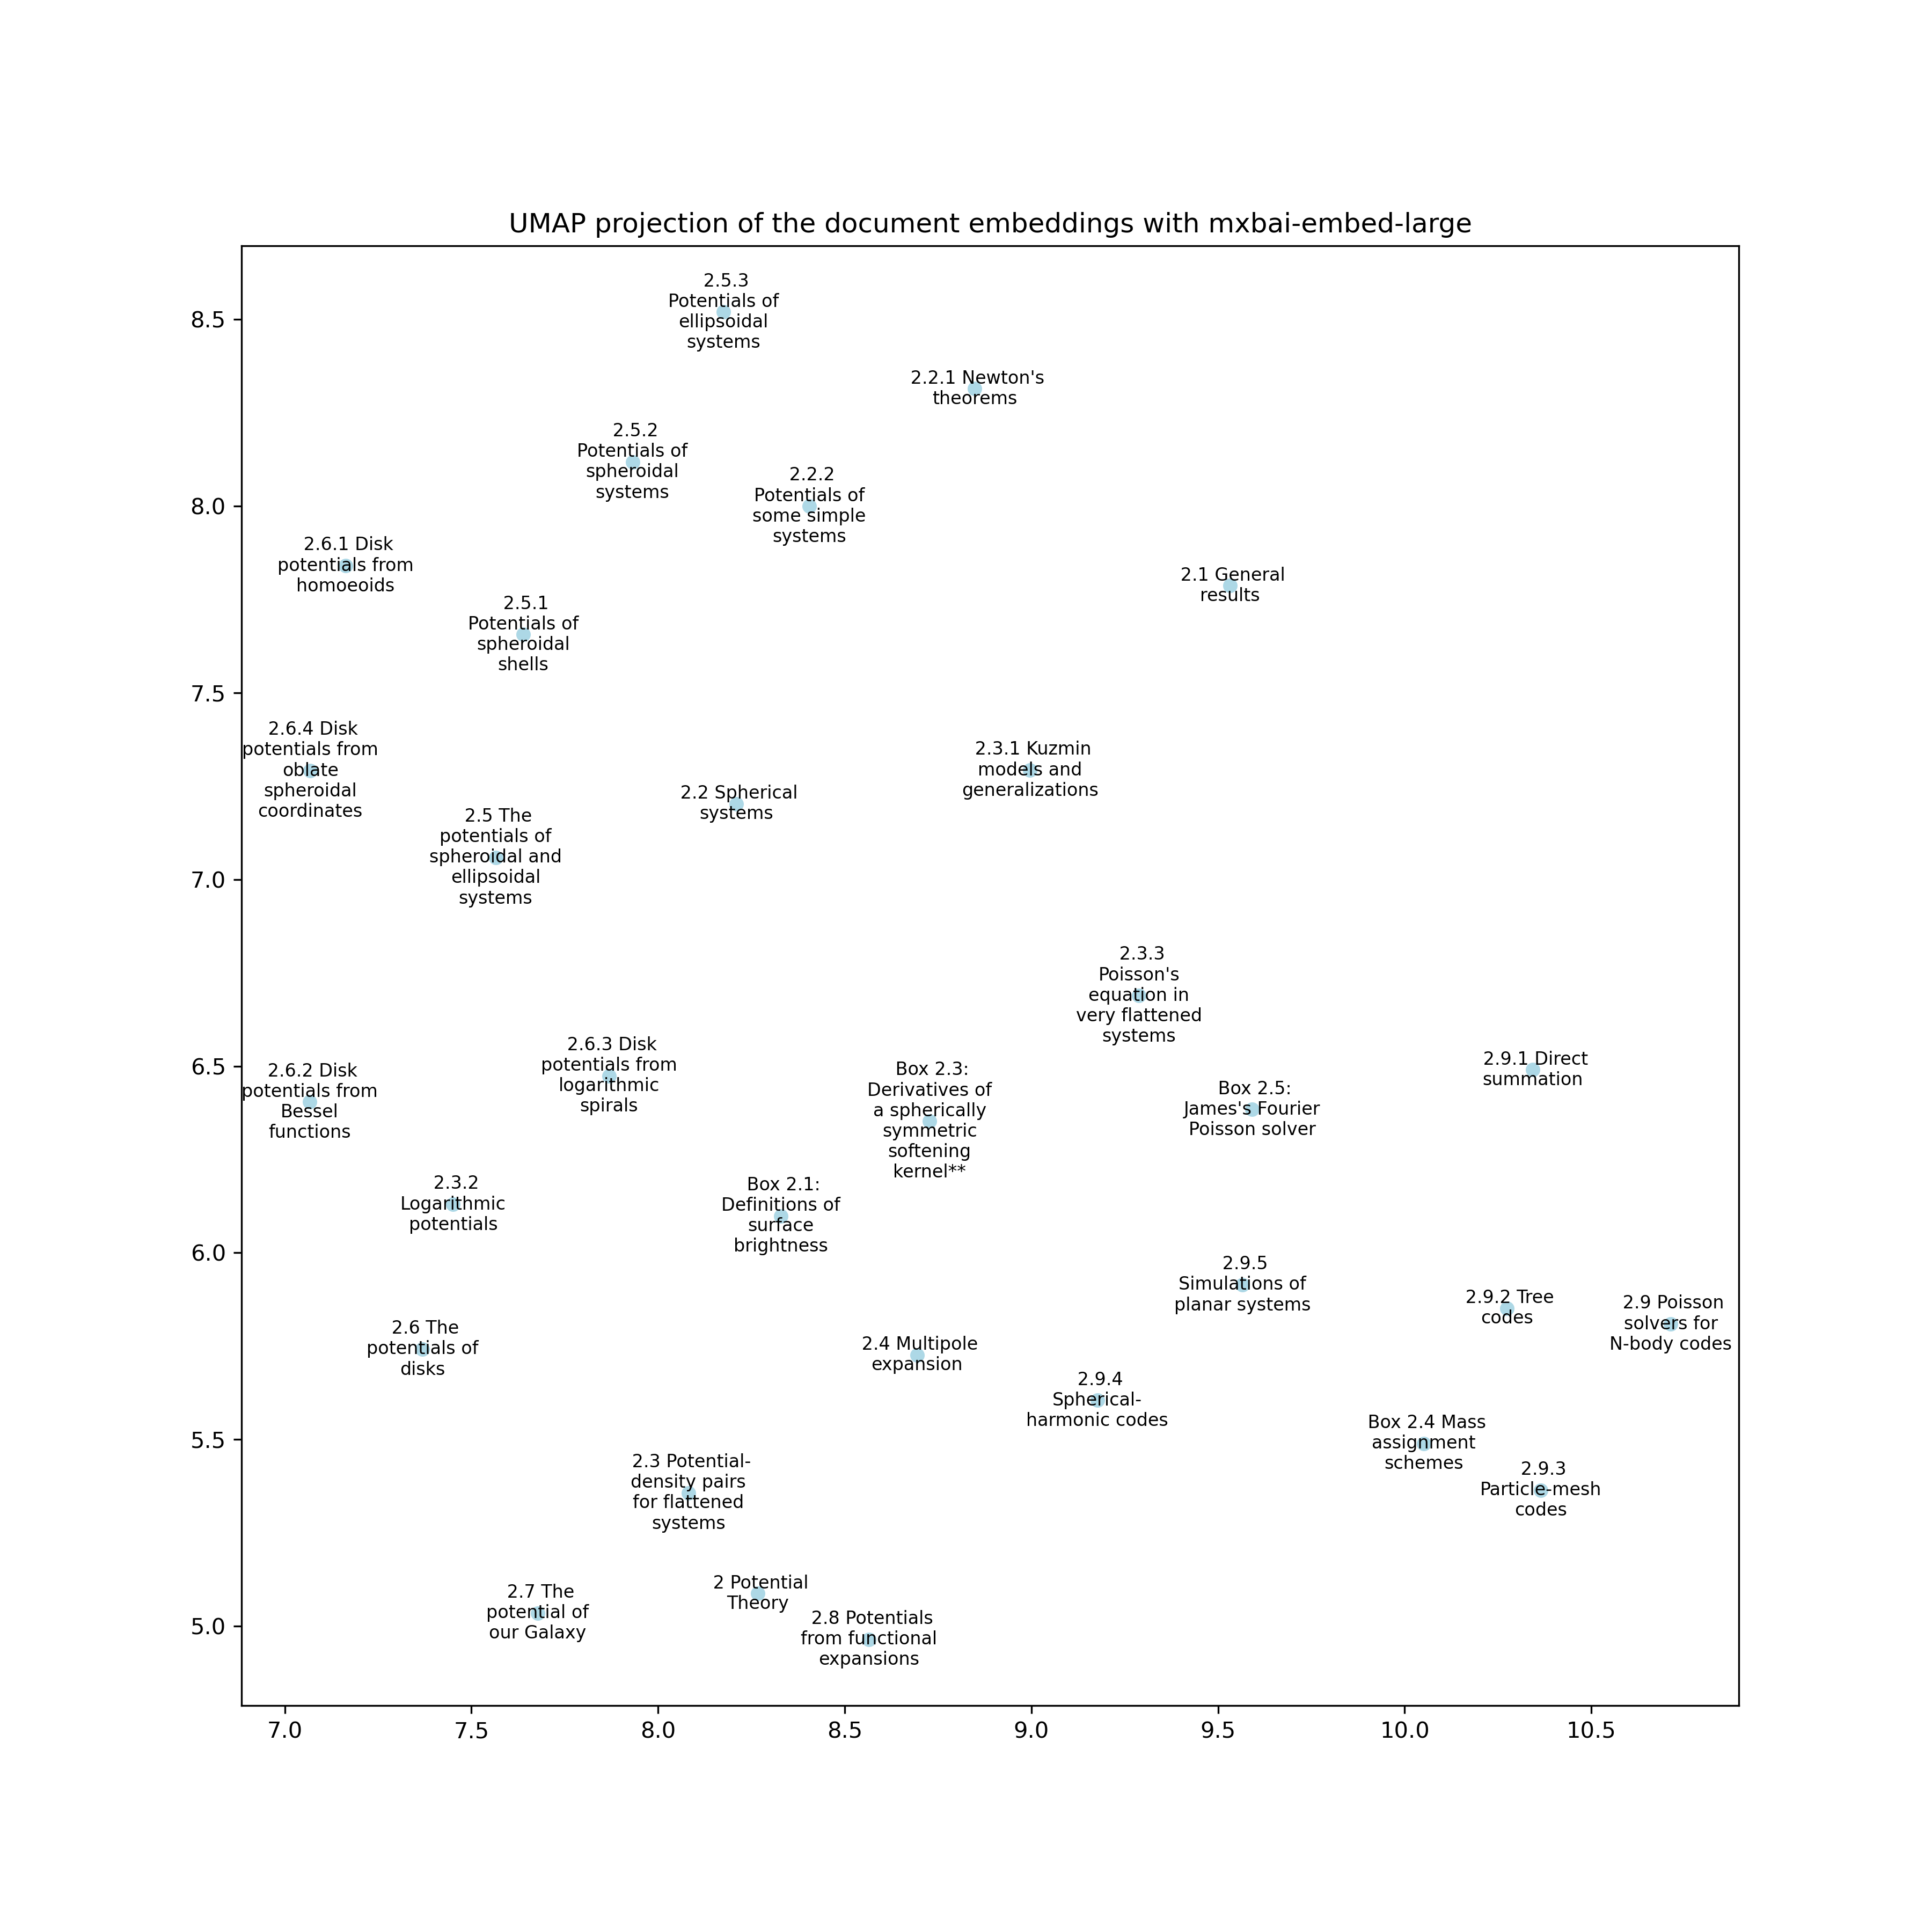 UMAP projection of the document embeddings with mxbai-embed-large
8.5
8.0
7.5
7.0
6.5
6.0
5.5
5.0
2.5.3
Potentials of
ellipsoidal
systems
2.2.1 Newton's
theorems
2.5.2
Potentials of
spheroidal
systems
2.2.2
Potentials of
some simple
systems
2.6.1 Disk
potentials from
homoeoids
2.1 General
results
2.5.1
Potentials of
spheroidal
shells
2.6.4 Disk
potentials from
oblate
spheroidal
coordinates
2.3.1 Kuzmin
models and
generalizations
2.2 Spherical
systems
2.5 The
potentials of
spheroidal and
ellipsoidal
systems
2.3.3
Poisson's
equation in
very flattened
systems
2.6.3 Disk
potentials from
logarithmic
spirals
2.9.1 Direct
summation
2.6.2 Disk
potentials from
Bessel
functions
Box 2.3:
Derivatives of
a spherically
symmetric
softening
kernel**
Box 2.5:
James's Fourier
Poisson solver
2.3.2
Logarithmic
potentials
Box 2.1:
Definitions of
surface
brightness
2.9.5
Simulations of
planar systems
2.9.2 Tree
codes
2.9 Poisson
solvers for
N-body codes
2.6 The
potentials of
disks
2.4 Multipole
expansion
2.9.4
Spherical-
harmonic codes
Box 2.4 Mass
assignment
schemes
2.9.3
Particle-mesh
codes
2.3 Potential-
density pairs
for flattened
systems
2 Potential
Theory
2.7 The
potential of
our Galaxy
2.8 Potentials
from functional
expansions
7.0
7.5
8.0
8.5
9.0
9.5
10.0
10.5